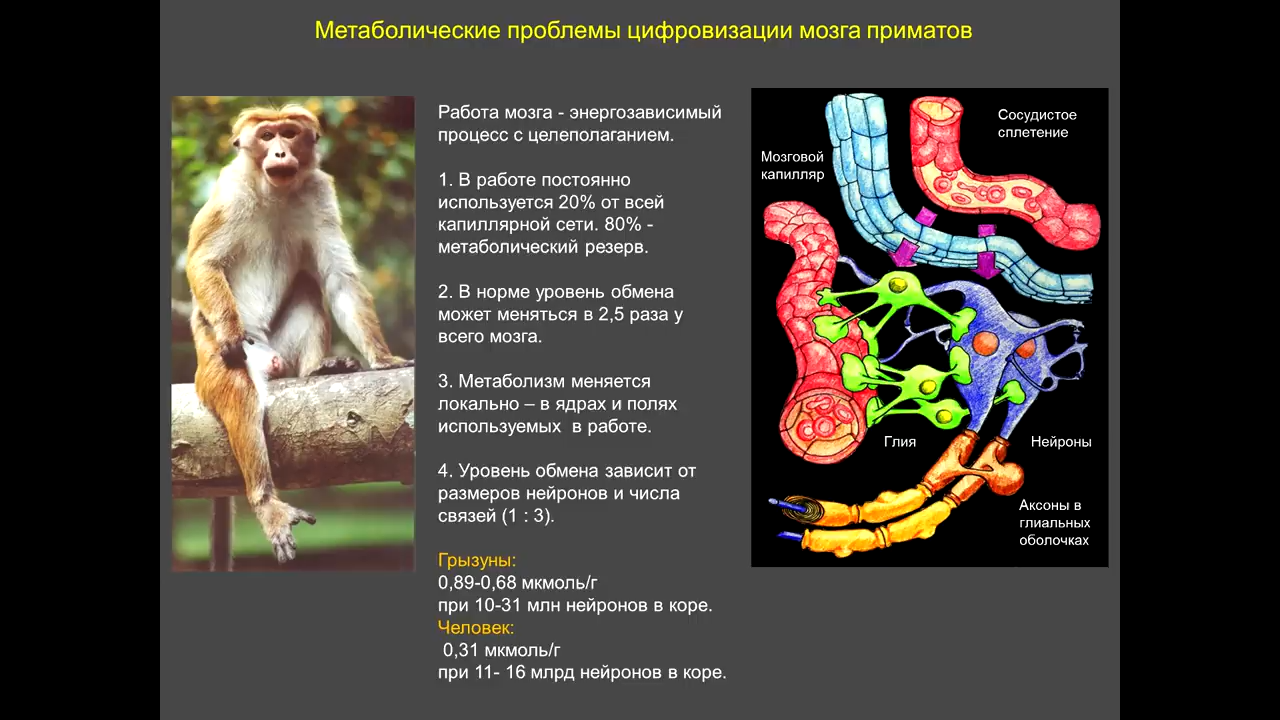 Метаболические проблемы цифровизации мозга приматов
Работа мозга - энергозависимый
процесс с целеполаганием.
1. В работе постоянно
используется 20% от всей
капиллярной сети. 80% -
метаболический резерв.
2. В норме уровень обмена
может меняться в 2,5 раза у
всего мозга.
3. Метаболизм меняется
локально – в ядрах и полях
используемых в работе.
4. Уровень обмена зависит от
размеров нейронов и числа
связей (1 : 3).
Грызуны:
0,89-0,68 мкмоль/г
при 10-31 млн нейронов в коре.
Человек:
0,31 мкмоль/г
при 11- 16 млрд нейронов в коре.
Сосудистое
сплетение
Мозговой
капилляр
Глия
Нейроны
Аксоны в
глиальных
оболочках